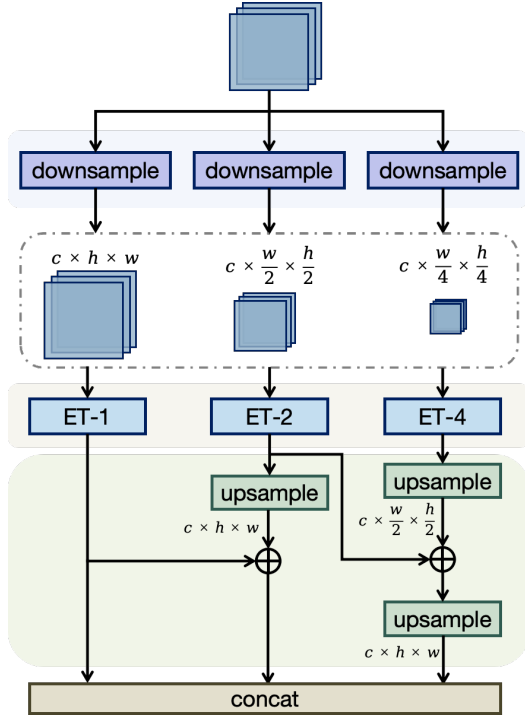 downsample downsample downsample
c × h × w c × w/2 × h/2 c × w/4 × h/4
ET-1 ET-2 ET-4
upsample upsample
c × h × w c × w/2 × h/2
upsample
c × h × w
concat